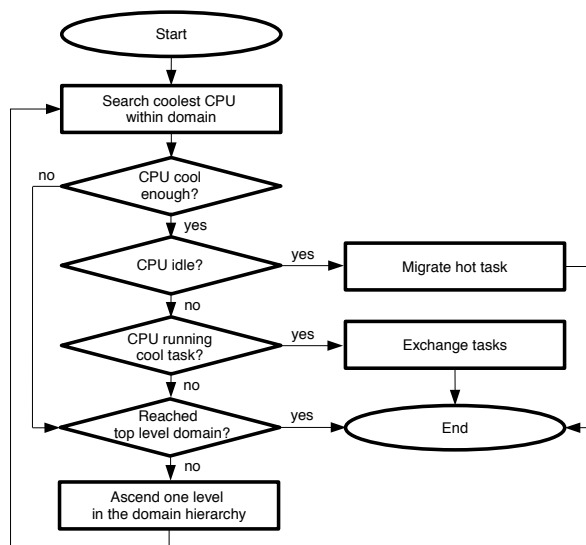 Start
Search coolest CPU
within domain
no
CPU cool
enough?
yes
CPU idle?
yes
Migrate hot task
no
CPU running
cool task?
yes
Exchange tasks
no
Reached
top level domain?
yes
End
no
Ascend one level
in the domain hierarchy